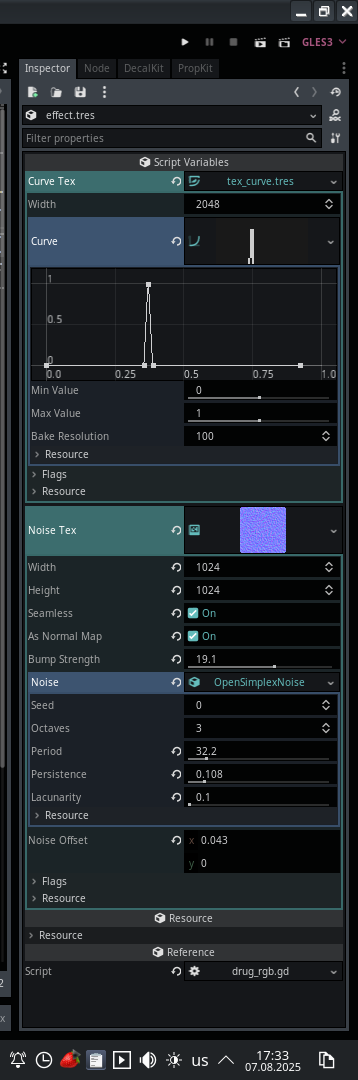 GLES3
Inspector Node DecalKit PropKit
effect.tres
Filter properties
Script Variables
Curve Tex tex_curve.tres
Width 2048
Curve
1
0.5
0
0.0 0.25 0.5 0.75 1.0
Min Value 0
Max Value 1
Bake Resolution 100
Resource
Flags
Resource
Noise Tex
Width 1024
Height 1024
Seamless On
As Normal Map On
Bump Strength 19.1
Noise OpenSimplexNoise
Seed 0
Octaves 3
Period 32.2
Persistence 0.108
Lacunarity 0.1
Resource
Noise Offset x 0.043
y 0
Flags
Resource
Resource
Resource
Reference
Script drug_rgb.gd
2
x
us 17:33
07.08.2025